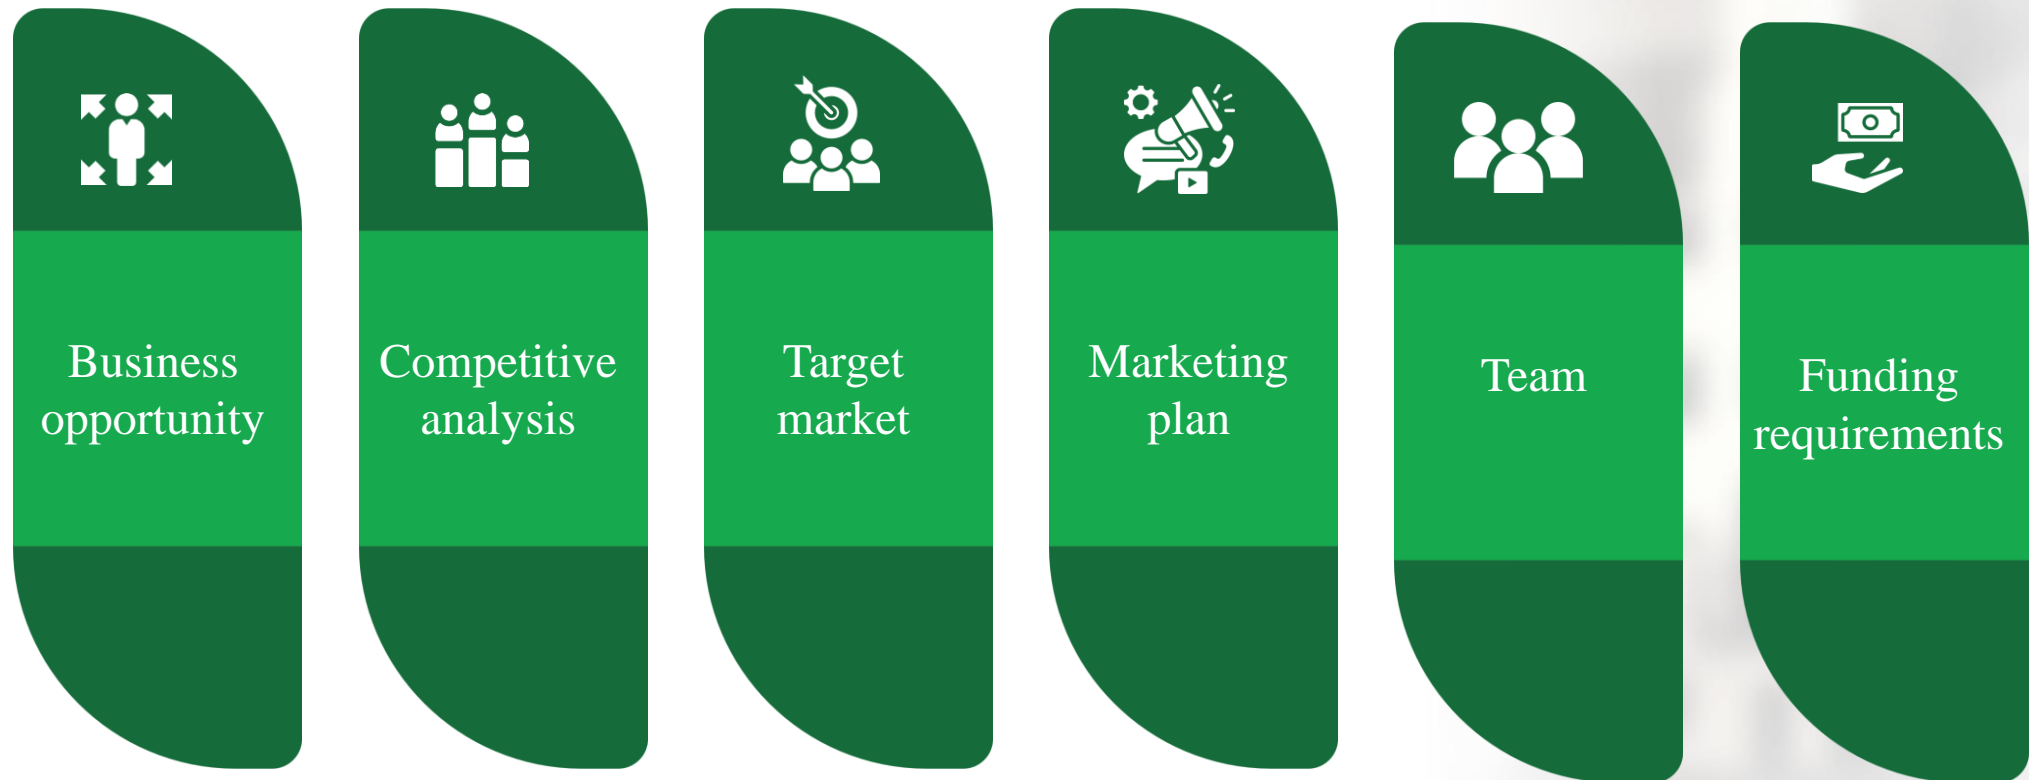 Business
opportunity
Competitive
analysis
Target
market
Marketing
plan
Team
Funding
requirements